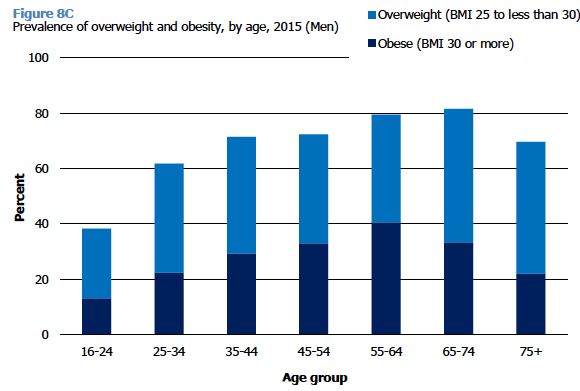 Figure 8C
Prevalence of overweight and obesity, by age, 2015 (Men)
Overweight (BMI 25 to less than 30)
Obese (BMI 30 or more)
100
80
60
40
20
0
Percent
16-24 25-34 35-44 45-54 55-64 65-74 75+
Age group